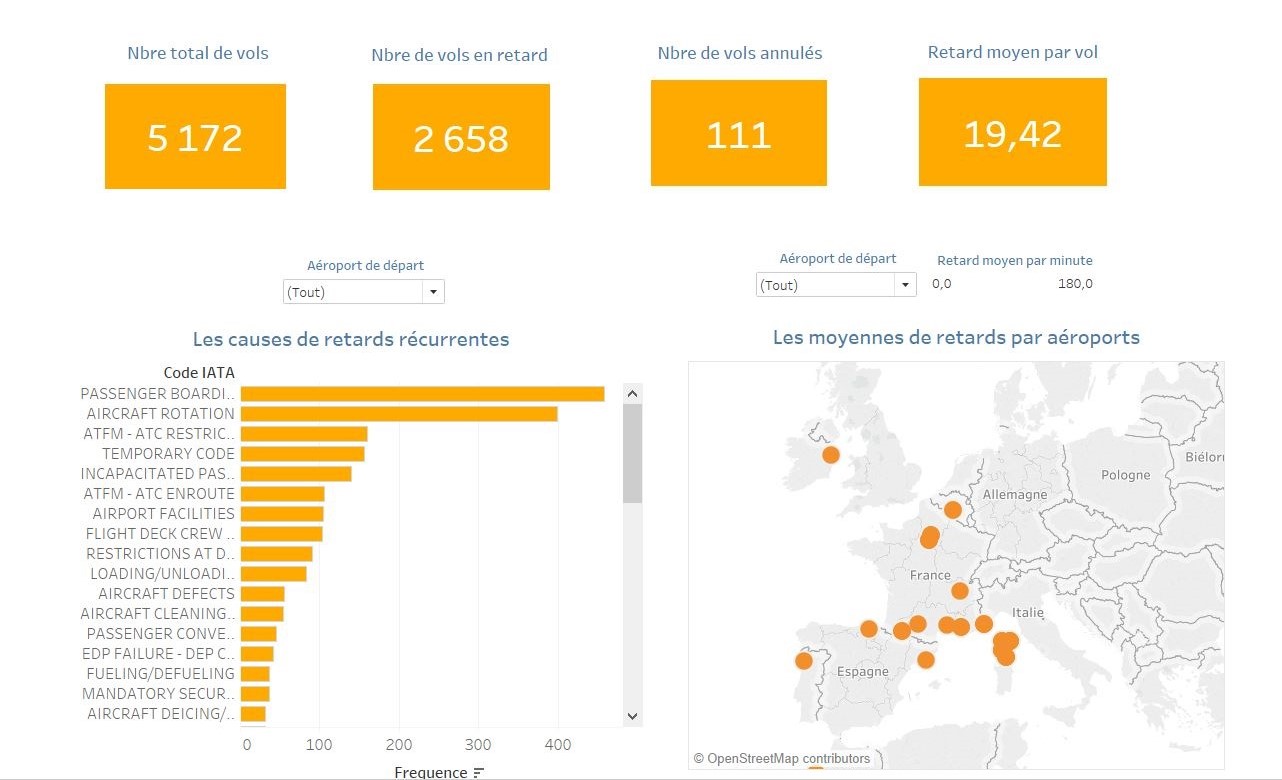 Nbre total de vols
Nbre de vols en retard
Nbre de vols annulés
Retard moyen par vol
5 172
2 658
111
19,42
Aéroport de départ
(Tout)
Aéroport de départ
(Tout)
Retard moyen par minute
0,0
180,0
Les causes de retards récurrentes
Code IATA
PASSENGER BOARDI..
AIRCRAFT ROTATION
ATFM - ATC RESTRIC..
TEMPORARY CODE
INCAPACITATED PAS..
ATFM - ATC ENROUTE
AIRPORT FACILITIES
FLIGHT DECK CREW ..
RESTRICTIONS AT D..
LOADING/UNLOADI..
AIRCRAFT DEFECTS
AIRCRAFT CLEANING..
PASSENGER CONVE..
EDP FAILURE - DEP C..
FUELING/DEFUELING
MANDATORY SECUR..
AIRCRAFT DEICING/..
0
100
200
300
400
Frequence
Les moyennes de retards par aéroports
Biélor
Pologne
Allemagne
France
Italie
Espagne
© OpenStreetMap contributors